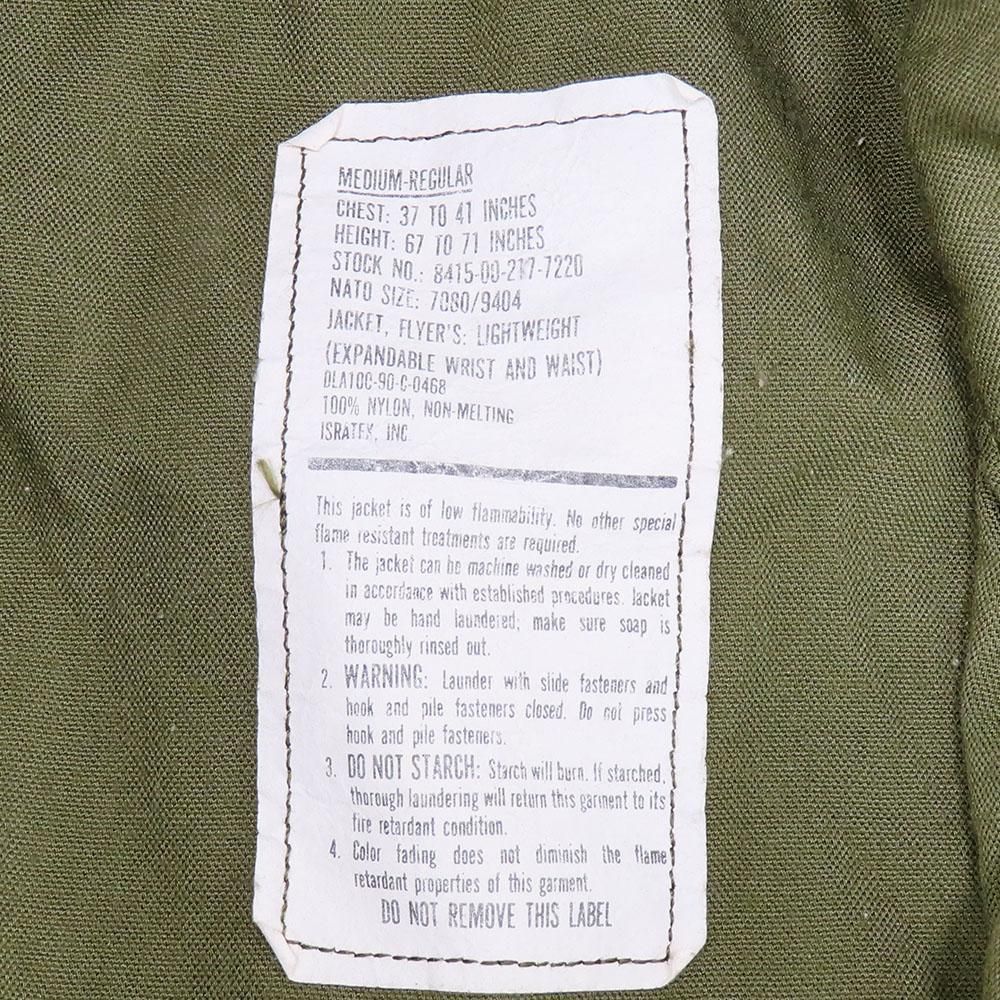 MEDIUM-REGULAR
CHEST: 37 TO 41 INCHES
HEIGHT: 67 TO 71 INCHES
STOCK NO.: 8415-00-217-7220
NATO SIZE: 7080/9404
JACKET, FLYER'S: LIGHTWEIGHT
(EXPANDABLE WRIST AND WAIST)
DLA100-90-C-0468
100% NYLON, NON-MELTING
ISRATEX, INC.
This jacket is of low flammability. No other special
flame resistant treatments are required.
1. The jacket can be machine washed or dry cleaned
in accordance with established procedures. Jacket
may be hand laundered; make sure soap is
thoroughly rinsed out.
2. WARNING: Launder with slide fasteners and
hook and pile fasteners closed. Do not press
hook and pile fasteners.
3. DO NOT STARCH: Starch will burn. If starched,
thorough laundering will return this garment to its
fire retardant condition.
4. Color fading does not diminish the flame
retardant properties of this garment.
DO NOT REMOVE THIS LABEL